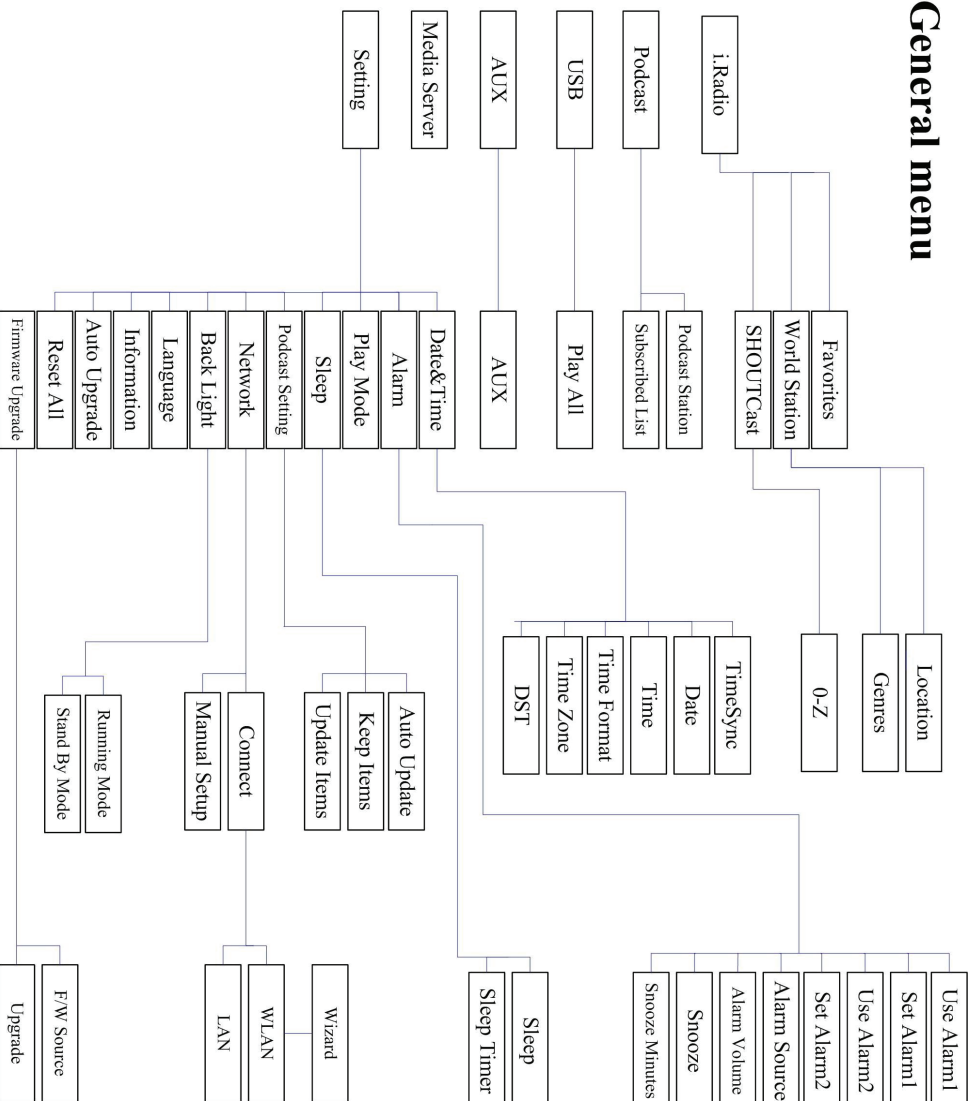 General menu
i.Radio
Podcast
USB
AUX
Media Server
Setting
Favorites
World Station
SHOUTCast
Podcast Station
Subscribed List
Play All
AUX
Date&Time
Alarm
Play Mode
Sleep
Podcast Setting
Network
Back Light
Language
Information
Auto Upgrade
Reset All
Firmware Upgrade
Location
Genres
0-Z
TimeSync
Date
Time
Time Format
Time Zone
DST
Auto Update
Keep Items
Update Items
Connect
Manual Setup
Running Mode
Stand By Mode
Use Alarm1
Set Alarm1
Use Alarm2
Set Alarm2
Alarm Source
Alarm Volume
Snooze
Snooze Minutes
Sleep
Sleep Timer
Wizard
WLAN
LAN
F/W Source
Upgrade